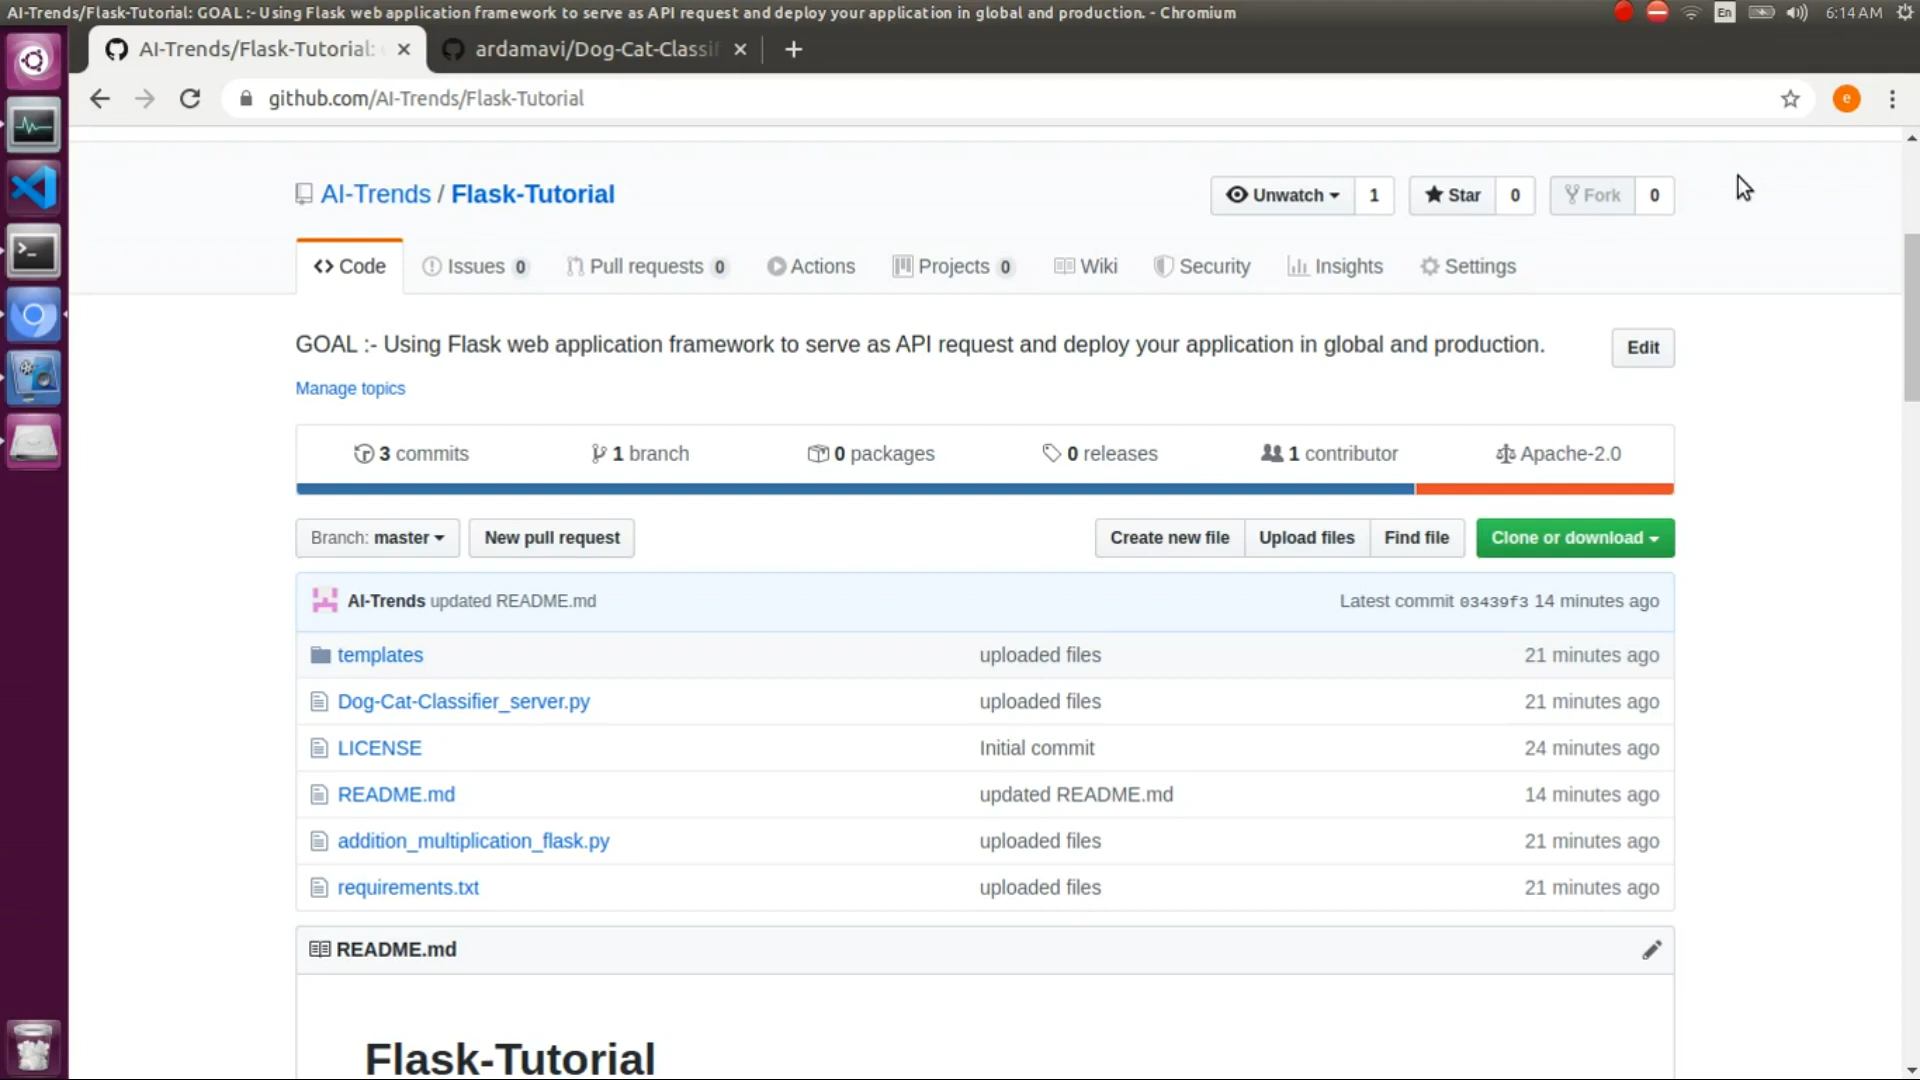 AI-Trends/Flask-Tutorial: GOAL :- Using Flask web application framework to serve as API request and deploy your application in global and production. - Chromium
En
6:14 AM
AI-Trends/Flask-Tutorial:
ardamavi/Dog-Cat-Classif
github.com/AI-Trends/Flask-Tutorial
e
AI-Trends / Flask-Tutorial
Unwatch 1
Star 0
Fork 0
Code
Issues 0
Pull requests 0
Actions
Projects 0
Wiki
Security
Insights
Settings
GOAL :- Using Flask web application framework to serve as API request and deploy your application in global and production.
Edit
Manage topics
3 commits
1 branch
0 packages
0 releases
1 contributor
Apache-2.0
Branch: master
New pull request
Create new file
Upload files
Find file
Clone or download
AI-Trends updated README.md
Latest commit 03439f3 14 minutes ago
templates uploaded files 21 minutes ago
Dog-Cat-Classifier_server.py uploaded files 21 minutes ago
LICENSE Initial commit 24 minutes ago
README.md updated README.md 14 minutes ago
addition_multiplication_flask.py uploaded files 21 minutes ago
requirements.txt uploaded files 21 minutes ago
README.md
Flask-Tutorial